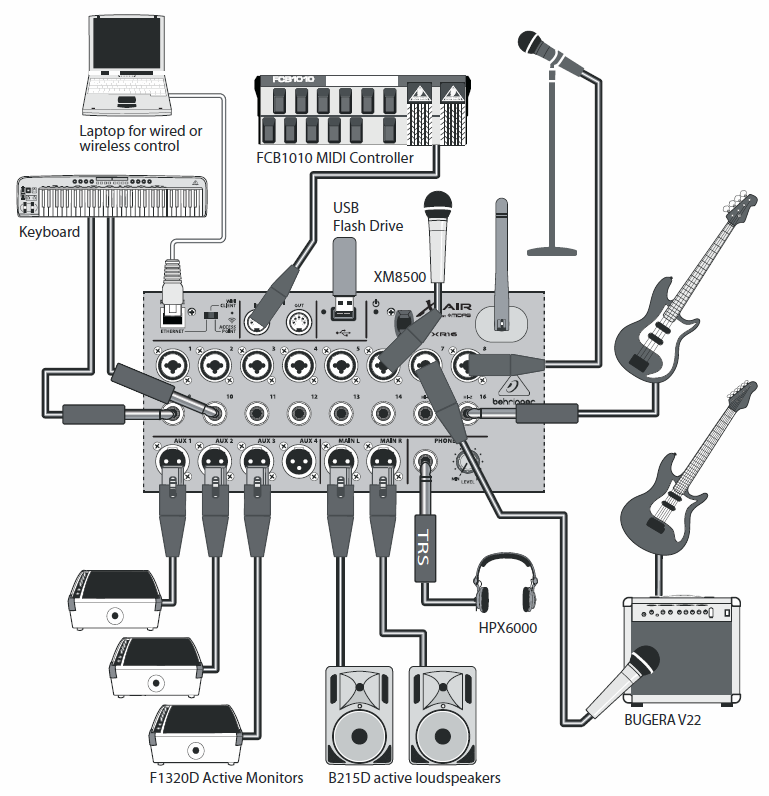 FCB1010
Laptop for wired or
wireless control
FCB1010 MIDI Controller
USB
Flash Drive
Keyboard
XM8500
WIFI
CLIENT
ETHERNET
ACCESS
POINT
OUT
X AIR
MIDAS
XR16
1 2 3 4 5 7 8
10 11 12 13 14 16
behringer
AUX 1 AUX 2 AUX 3 AUX 4 MAIN L MAIN R PHONES
MIN LEVEL
TRS
HPX6000
BUGERA V22
F1320D Active Monitors
B215D active loudspeakers